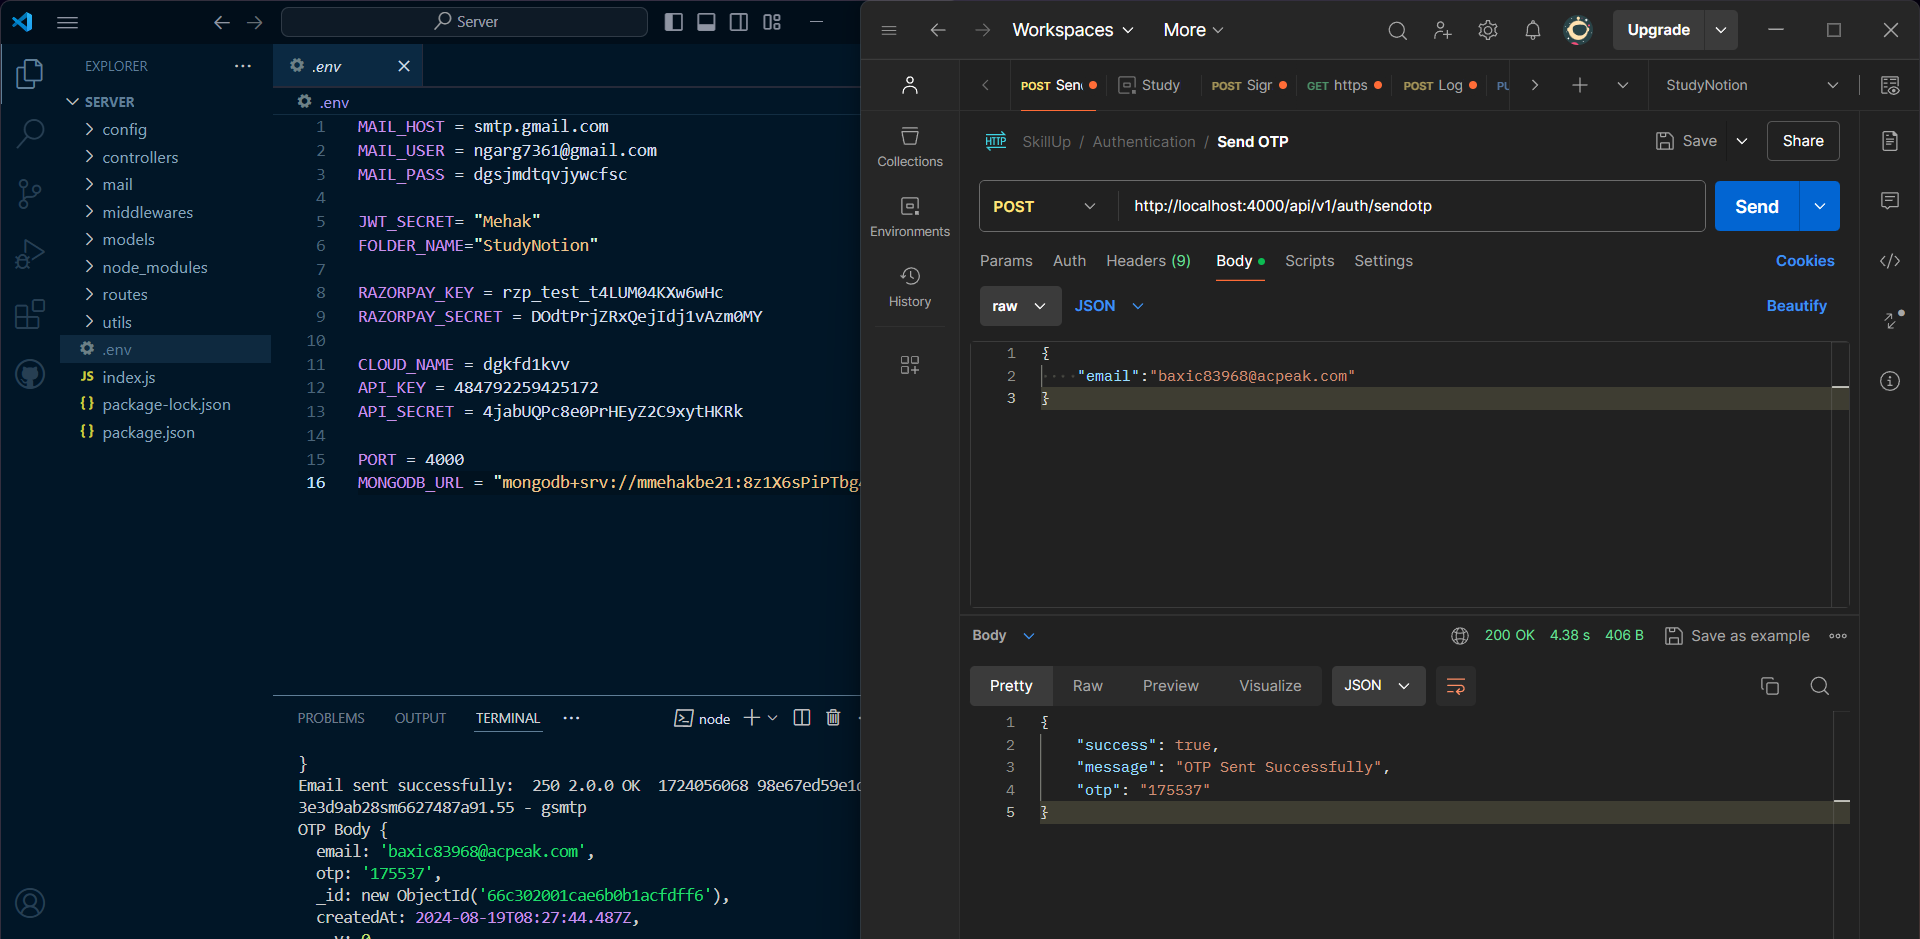 Server
EXPLORER
SERVER
config
controllers
mail
middlewares
models
node_modules
routes
utils
.env
index.js
package-lock.json
package.json
.env
.env
1 MAIL_HOST = smtp.gmail.com
2 MAIL_USER = ngarg7361@gmail.com
3 MAIL_PASS = dgsjmdtqvjywcfsc
4
5 JWT_SECRET= "Mehak"
6 FOLDER_NAME="StudyNotion"
7
8 RAZORPAY_KEY = rzp_test_t4LUM04KXw6wHc
9 RAZORPAY_SECRET = DOdtPrjZRxQejIdj1vAzm0MY
10
11 CLOUD_NAME = dgkfd1kvv
12 API_KEY = 484792259425172
13 API_SECRET = 4jabUQPc8e0PrHEyZ2C9xytHKRk
14
15 PORT = 4000
16 MONGODB_URL = "mongodb+srv://mmehakbe21:8z1X6sPiPTbg
PROBLEMS OUTPUT TERMINAL node
}
Email sent successfully: 250 2.0.0 OK 1724056068 98e67ed59e1d
3e3d9ab28sm6627487a91.55 - gsmtp
OTP Body {
email: 'baxic83968@acpeak.com',
otp: '175537',
_id: new ObjectId('66c302001cae6b0b1acfdff6'),
createdAt: 2024-08-19T08:27:44.487Z,
Workspaces More Upgrade
POST Sen Study POST Sigr GET https POST Log PU StudyNotion
Collections
Environments
History
HTTP SkillUp / Authentication / Send OTP Save Share
POST http://localhost:4000/api/v1/auth/sendotp Send
Params Auth Headers (9) Body Scripts Settings Cookies
raw JSON Beautify
1 {
2 "email":"baxic83968@acpeak.com"
3 }
Body 200 OK 4.38 s 406 B Save as example
Pretty Raw Preview Visualize JSON
1 {
2 "success": true,
3 "message": "OTP Sent Successfully",
4 "otp": "175537"
5 }